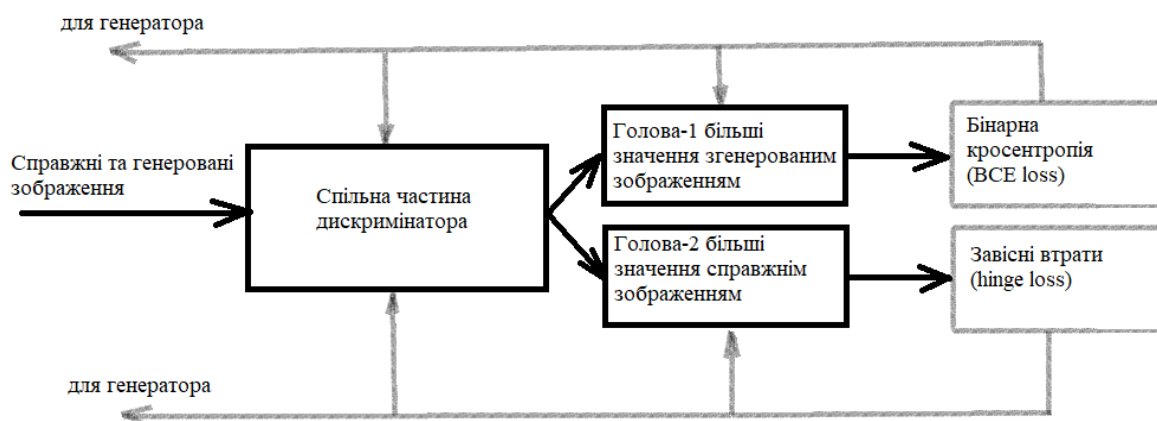 для генератора
Справжні та генеровані
зображення
Спільна частина
дискримінатора
Голова-1 більші
значення згенерованим
зображенням
Бінарна
кросентропія
(BCE loss)
Голова-2 більші
значення справжнім
зображенням
Завісні втрати
(hinge loss)
для генератора